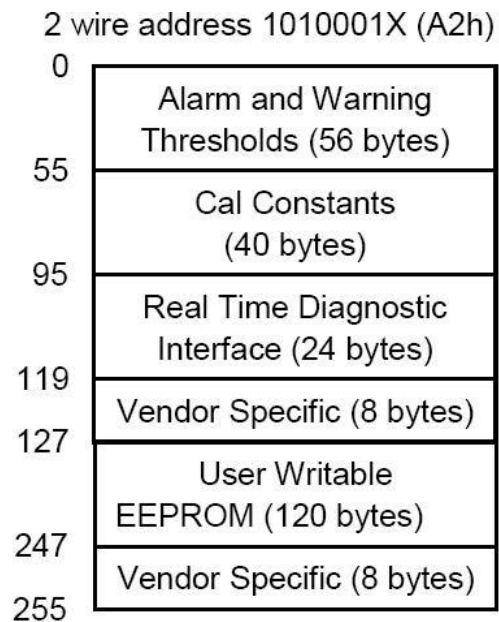 2 wire address 1010001X (A2h)
0
Alarm and Warning
Thresholds (56 bytes)
55
Cal Constants
(40 bytes)
95
Real Time Diagnostic
Interface (24 bytes)
119
Vendor Specific (8 bytes)
127
User Writable
EEPROM (120 bytes)
247
Vendor Specific (8 bytes)
255